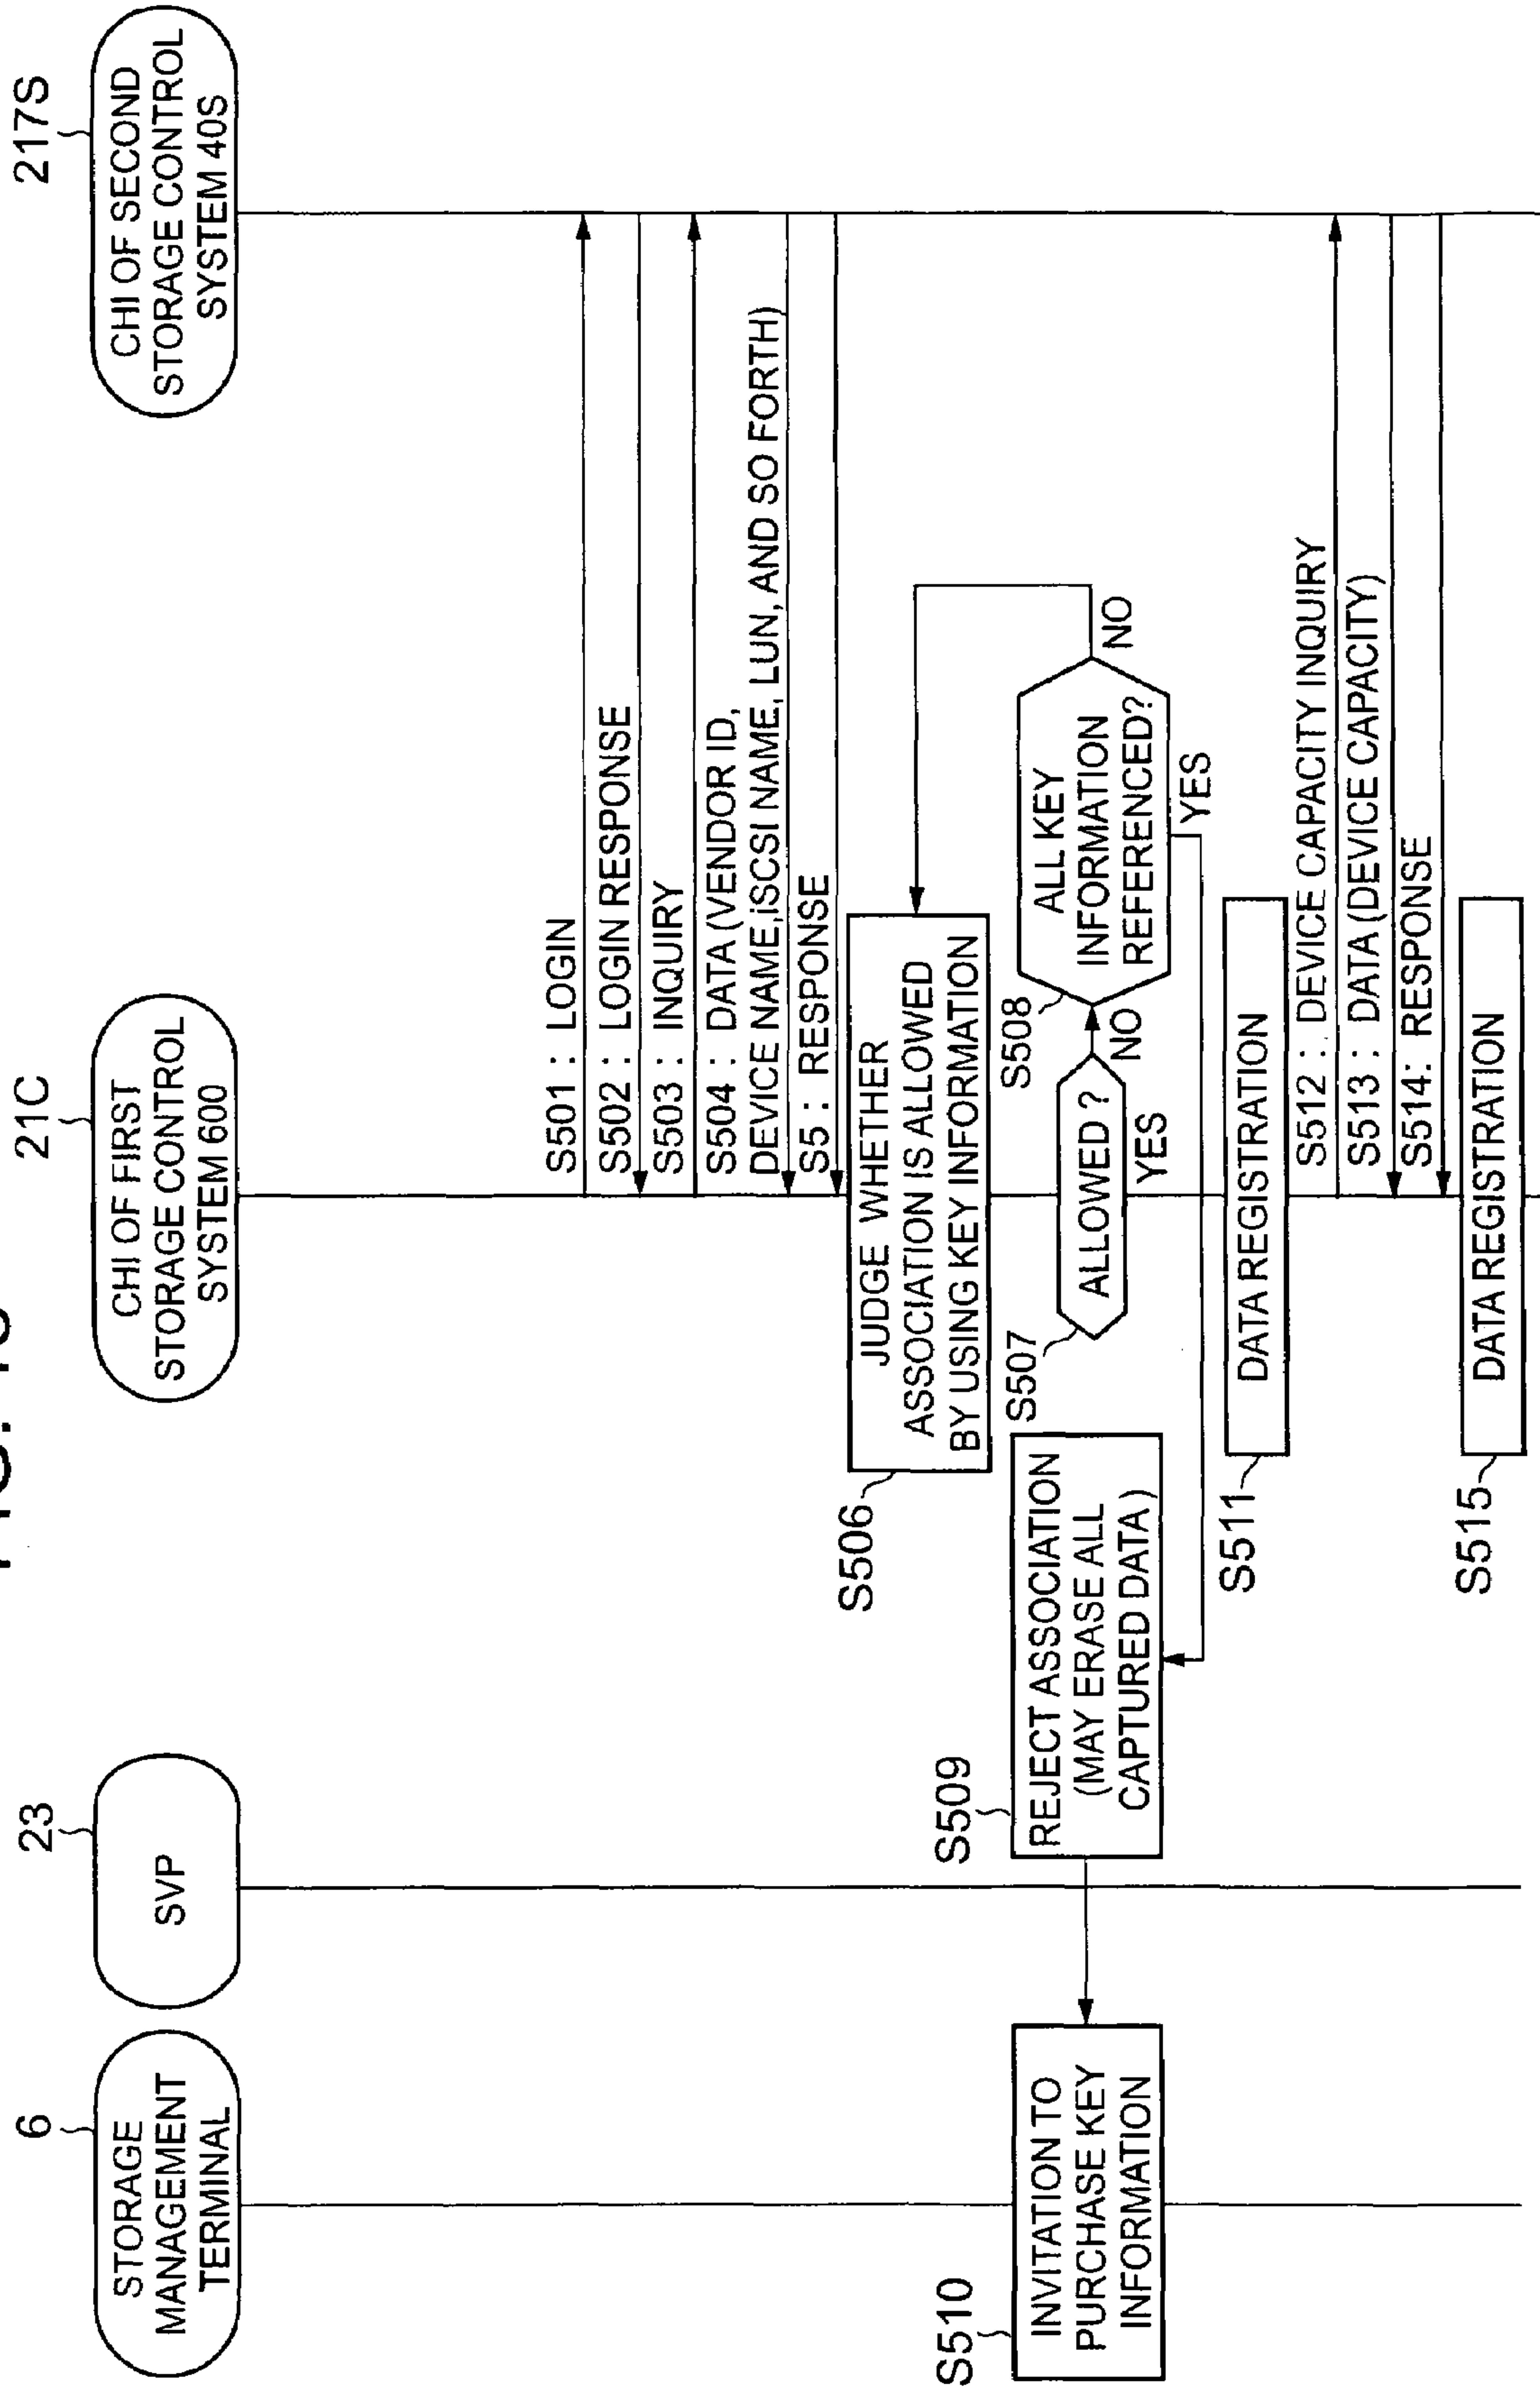 6
STORAGE
MANAGEMENT
TERMINAL
23
SVP
21C
CHI OF FIRST
STORAGE CONTROL
SYSTEM 600
217S
CHI OF SECOND
STORAGE CONTROL
SYSTEM 40S
S501 : LOGIN
S502 : LOGIN RESPONSE
S503 : INQUIRY
S504 : DATA (VENDOR ID,
DEVICE NAME,iSCSI NAME, LUN, AND SO FORTH)
S5 : RESPONSE
S506
JUDGE WHETHER
ASSOCIATION IS ALLOWED
BY USING KEY INFORMATION
S507
ALLOWED ?
NO
YES
S508
ALL KEY
INFORMATION
REFERENCED?
NO
YES
S509
REJECT ASSOCIATION
(MAY ERASE ALL
CAPTURED DATA)
S510
INVITATION TO
PURCHASE KEY
INFORMATION
S511
DATA REGISTRATION
S512 : DEVICE CAPACITY INQUIRY
S513 : DATA (DEVICE CAPACITY)
S514: RESPONSE
S515
DATA REGISTRATION